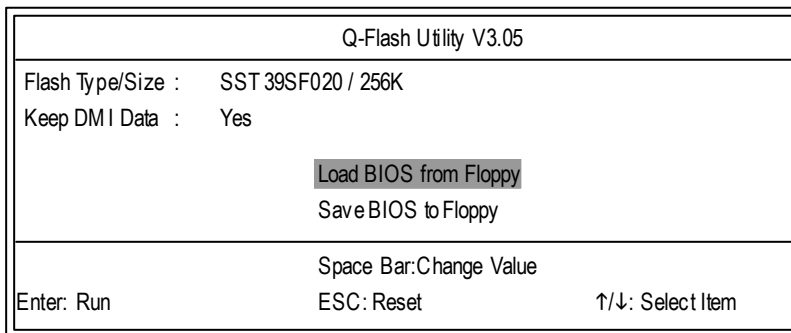 Q-Flash Utility V3.05
Flash Type/Size : SST 39SF020 / 256K
Keep DMI Data : Yes
Load BIOS from Floppy
Save BIOS to Floppy
Space Bar:Change Value
Enter: Run ESC: Reset ↑/↓: Select Item